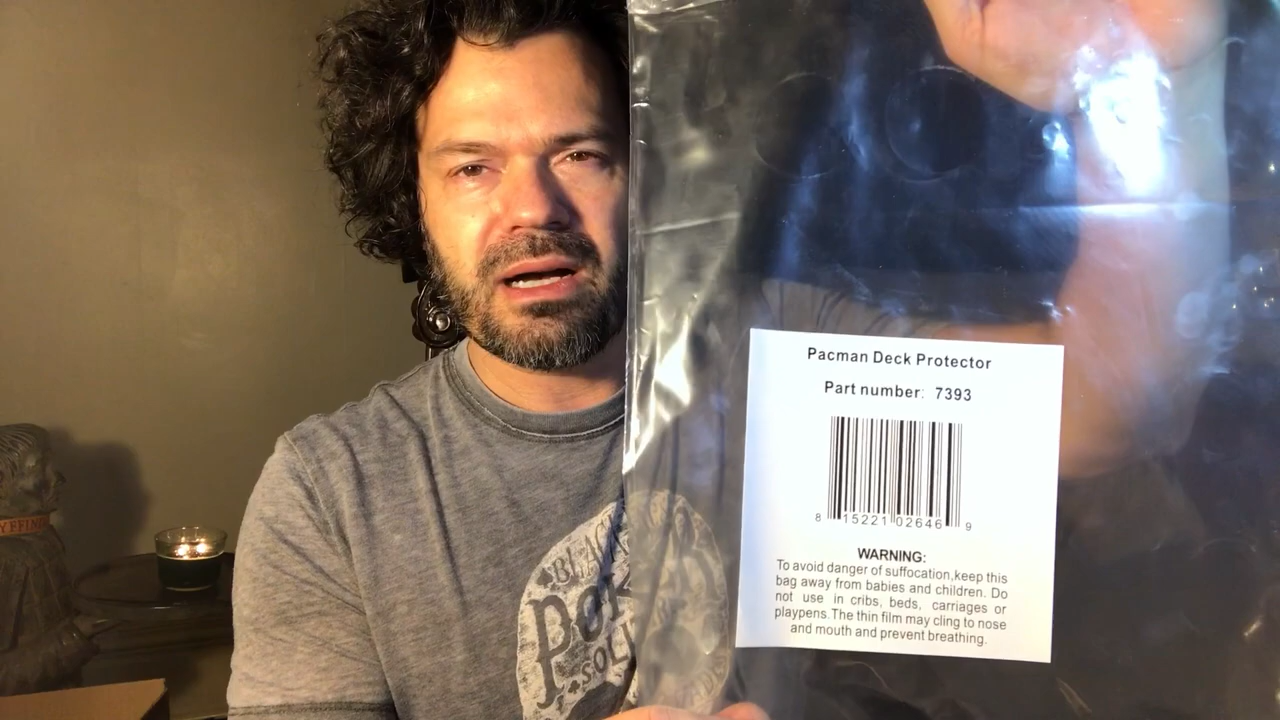 Pacman Deck Protector
Part number: 7393
8 15221 02646 9
WARNING:
To avoid danger of suffocation,keep this
bag away from babies and children. Do
not use in cribs, beds, carriages or
playpens.The thin film may cling to nose
and mouth and prevent breathing.